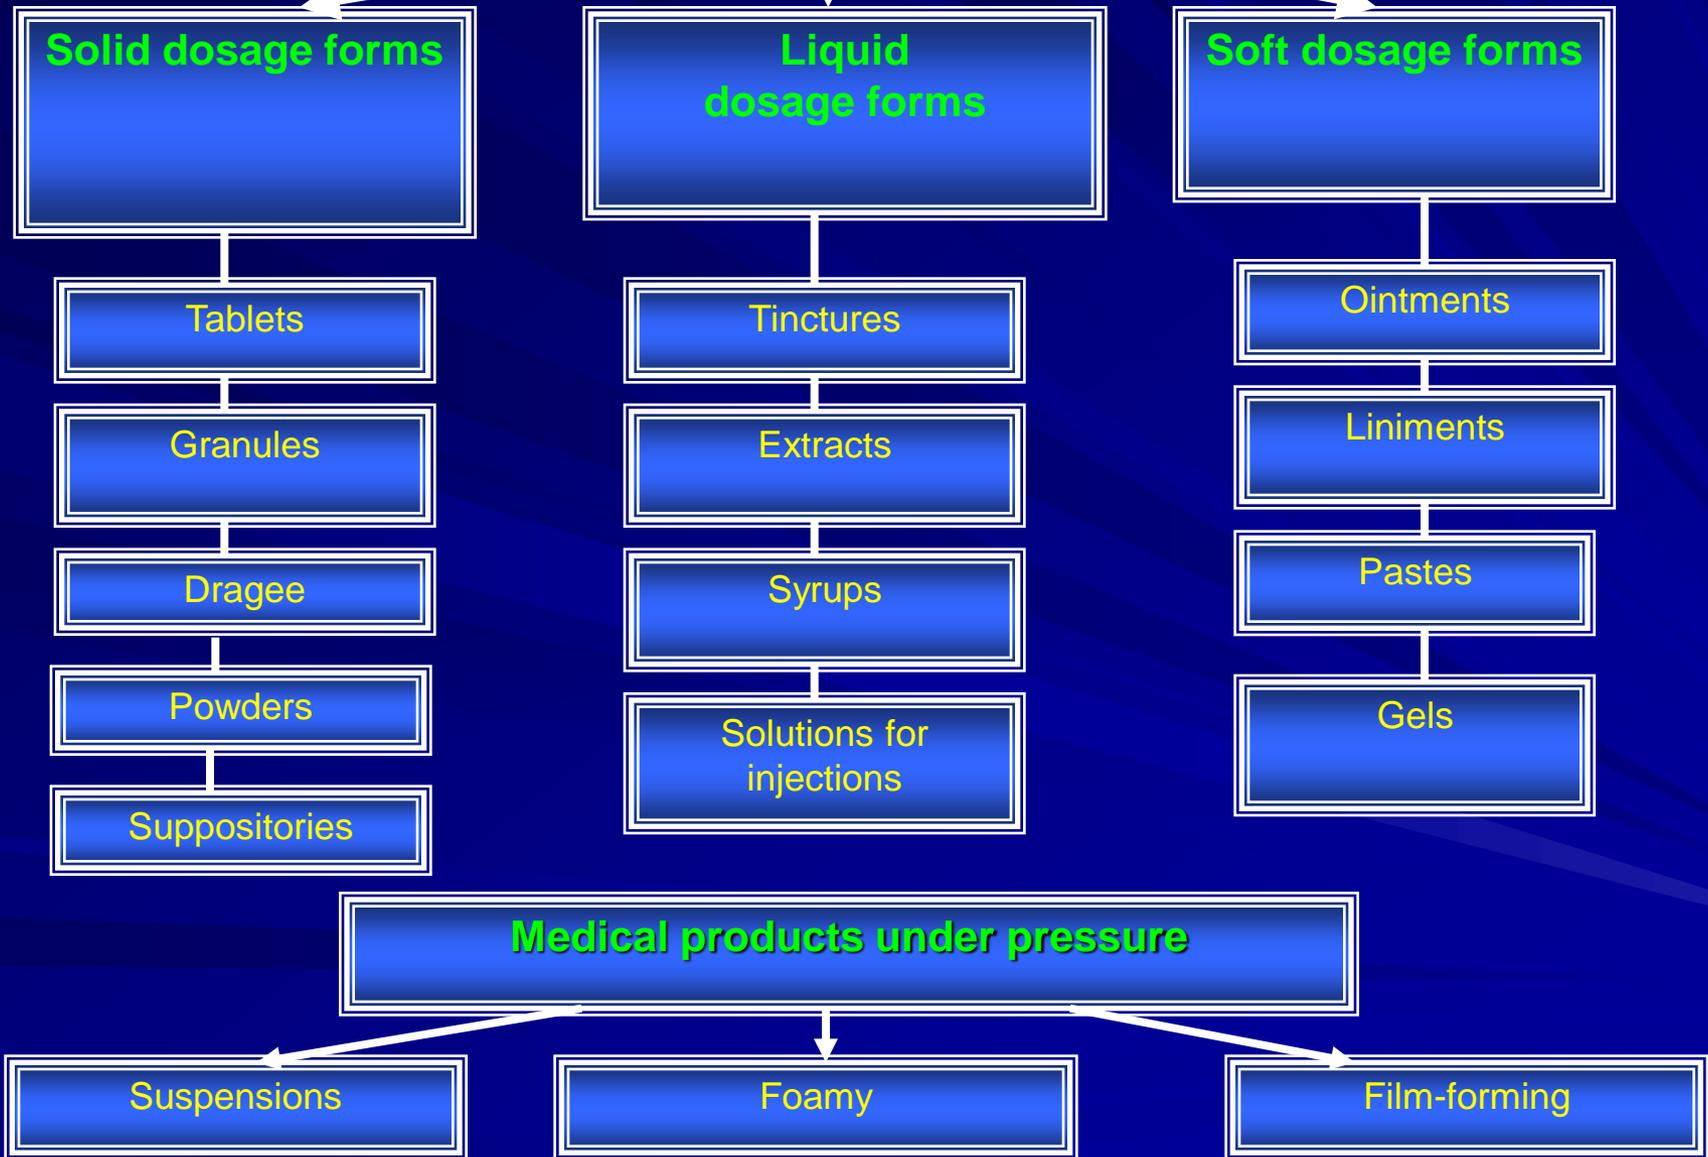 Solid dosage forms
Tablets
Granules
Dragee
Powders
Suppositories
Liquid
dosage forms
Tinctures
Extracts
Syrups
Solutions for
injections
Soft dosage forms
Ointments
Liniments
Pastes
Gels
Medical products under pressure
Suspensions
Foamy
Film-forming